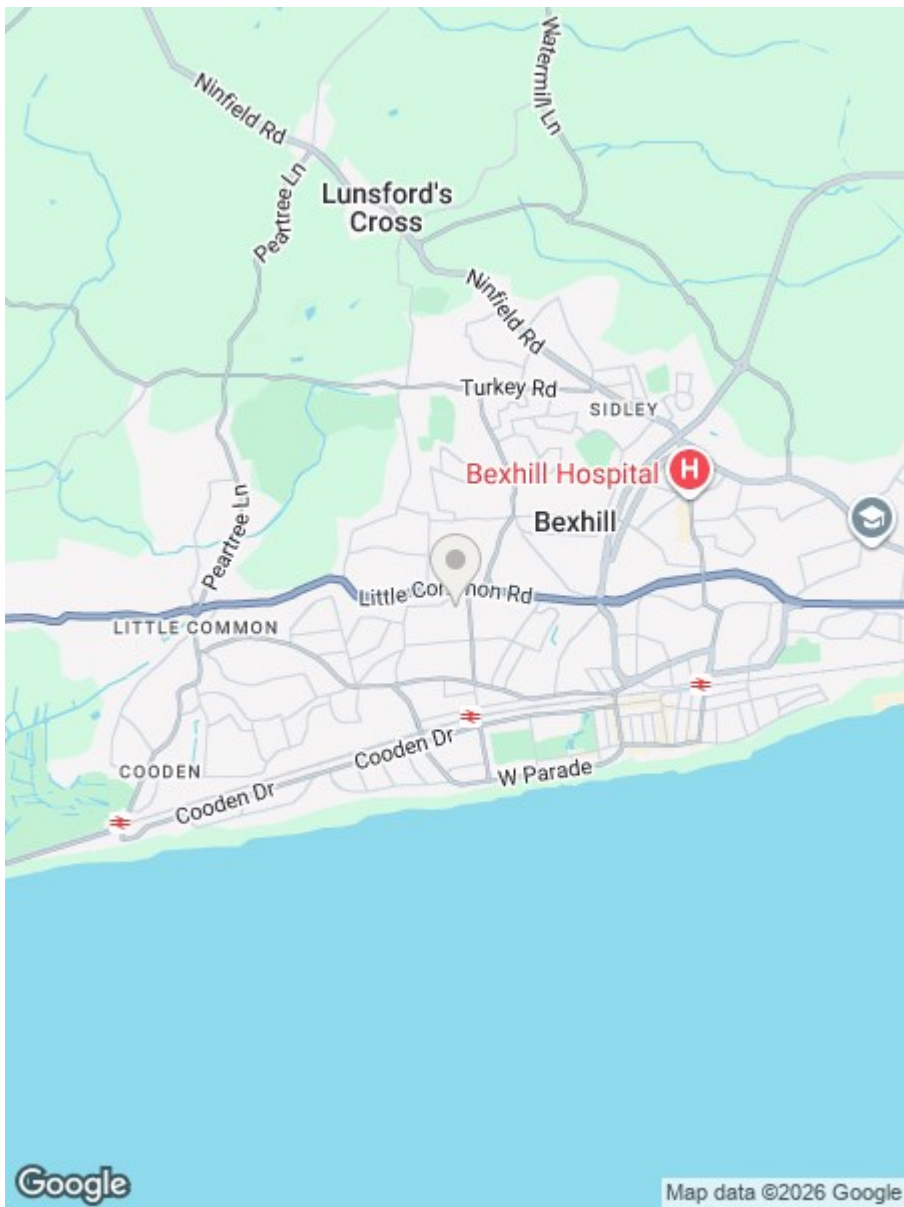 Watermill Ln
Ninfield Rd
Lunsford's
Cross
Peartree Ln
Ninfield Rd
Turkey Rd
SIDLEY
Bexhill Hospital
H
Bexhill
Peartree Ln
Little Common Rd
LITTLE COMMON
COODEN
Cooden Dr
Cooden Dr
W Parade
Google
Map data ©2026 Google